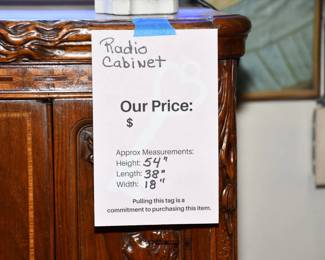 Radio
Cabinet
Our Price:
$
Approx Measurements:
Height: 54"
Length: 38"
Width: 18"
Pulling this tag is a
commitment to purchasing this item.